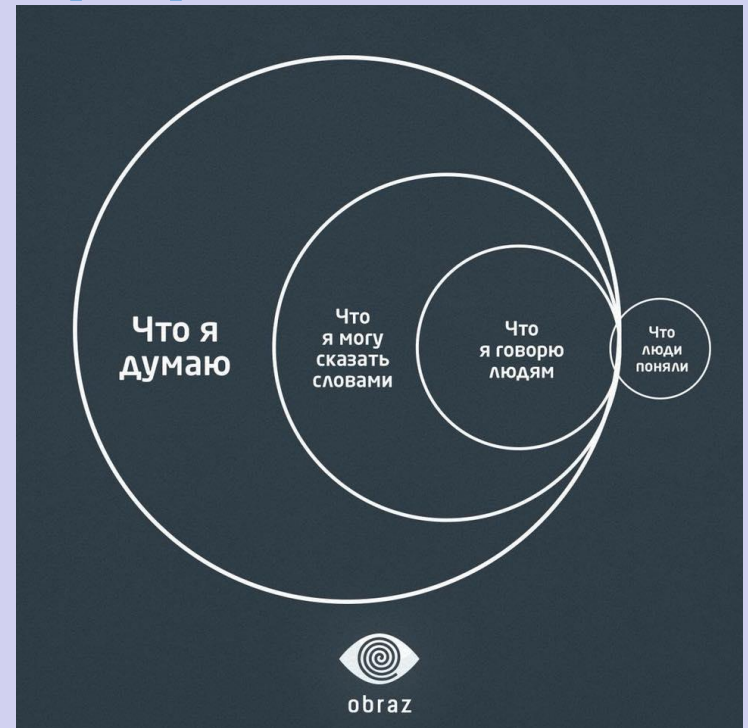 Что я
думаю
Что
я могу
сказать
словами
Что
я говорю
людям
Что
люди
поняли
obraz